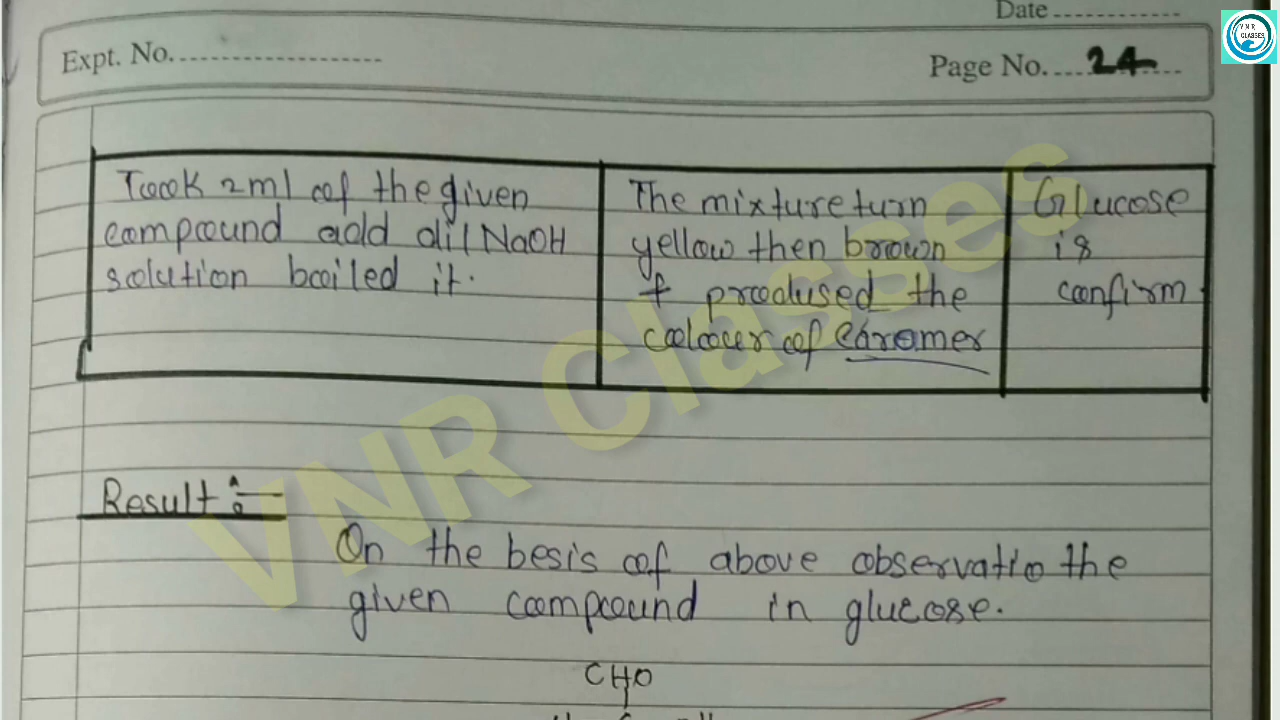 Date
V N R
CLASSES
Expt. No.
Page No. 24
Took 2ml of the given
compound add dil NaOH
solution boiled it.
The mixture turn
yellow then brown
& prodused the
colour of caromer
Glucose
is
confirm
VNR Classes
Result :-
On the besis of above observatio the
given compound in glucose.
CHO